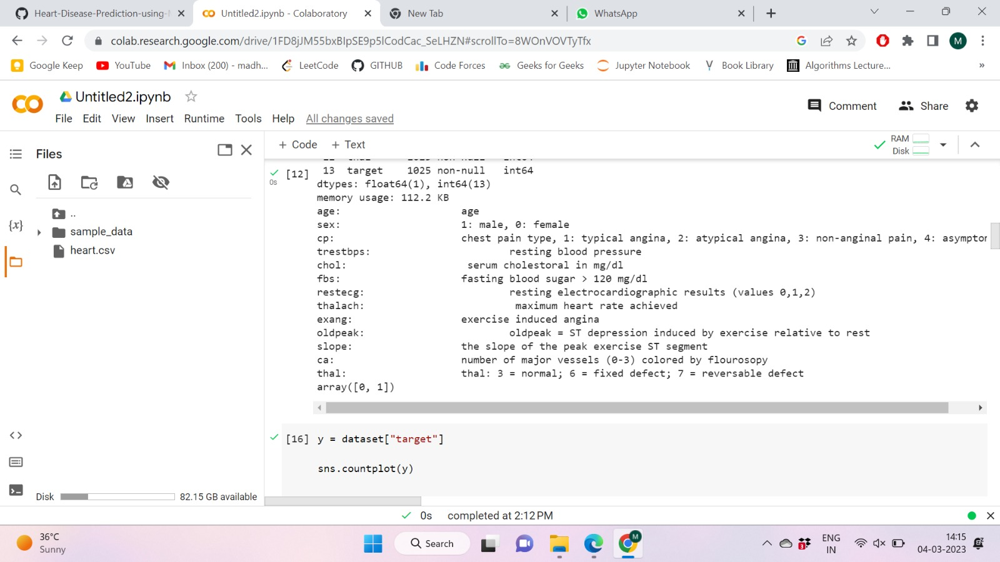 Heart-Disease-Prediction-using-
Untitled2.ipynb - Colaboratory
New Tab
WhatsApp
colab.research.google.com/drive/1FD8jJM55bxBIpSE9p5lCodCac_SeLHZN#scrollTo=8WOnVOVTyTfx
M
Google Keep
YouTube
Inbox (200) - madh...
LeetCode
GITHUB
Code Forces
Geeks for Geeks
Jupyter Notebook
Book Library
Algorithms Lecture...
»
Untitled2.ipynb
File Edit View Insert Runtime Tools Help All changes saved
Comment
Share
Files
+ Code + Text
RAM
Disk
{x}
..
sample_data
heart.csv
Disk
82.15 GB available
0s
[12]
13 target 1025 non-null int64
dtypes: float64(1), int64(13)
memory usage: 112.2 KB
age: age
sex: 1: male, 0: female
cp: chest pain type, 1: typical angina, 2: atypical angina, 3: non-anginal pain, 4: asympto
trestbps: resting blood pressure
chol: serum cholestoral in mg/dl
fbs: fasting blood sugar > 120 mg/dl
restecg: resting electrocardiographic results (values 0,1,2)
thalach: maximum heart rate achieved
exang: exercise induced angina
oldpeak: oldpeak = ST depression induced by exercise relative to rest
slope: the slope of the peak exercise ST segment
ca: number of major vessels (0-3) colored by flourosopy
thal: thal: 3 = normal; 6 = fixed defect; 7 = reversable defect
array([0, 1])
[16] y = dataset["target"]
sns.countplot(y)
0s completed at 2:12 PM
36°C
Sunny
Search
M
3
ENG
IN
14:15
04-03-2023